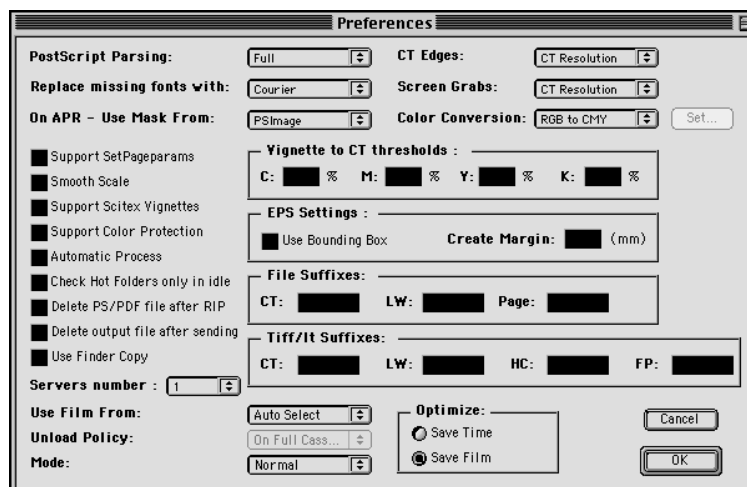 Preferences
PostScript Parsing: Full CT Edges: CT Resolution
Replace missing fonts with: Courier Screen Grabs: CT Resolution
On APR - Use Mask From: PSImage Color Conversion: RGB to CMY Set...
Support SetPageparams
Smooth Scale
Support Scitex Vignettes
Support Color Protection
Automatic Process
Check Hot Folders only in idle
Delete PS/PDF file after RIP
Delete output file after sending
Use Finder Copy
Servers number : 1
Vignette to CT thresholds :
C: % M: % Y: % K: %
EPS Settings :
Use Bounding Box Create Margin: (mm)
File Suffixes:
CT: LW: Page:
Tiff/It Suffixes:
CT: LW: HC: FP:
Use Film From: Auto Select
Unload Policy: On Full Cass...
Mode: Normal
Optimize:
Save Time
Save Film
Cancel
OK